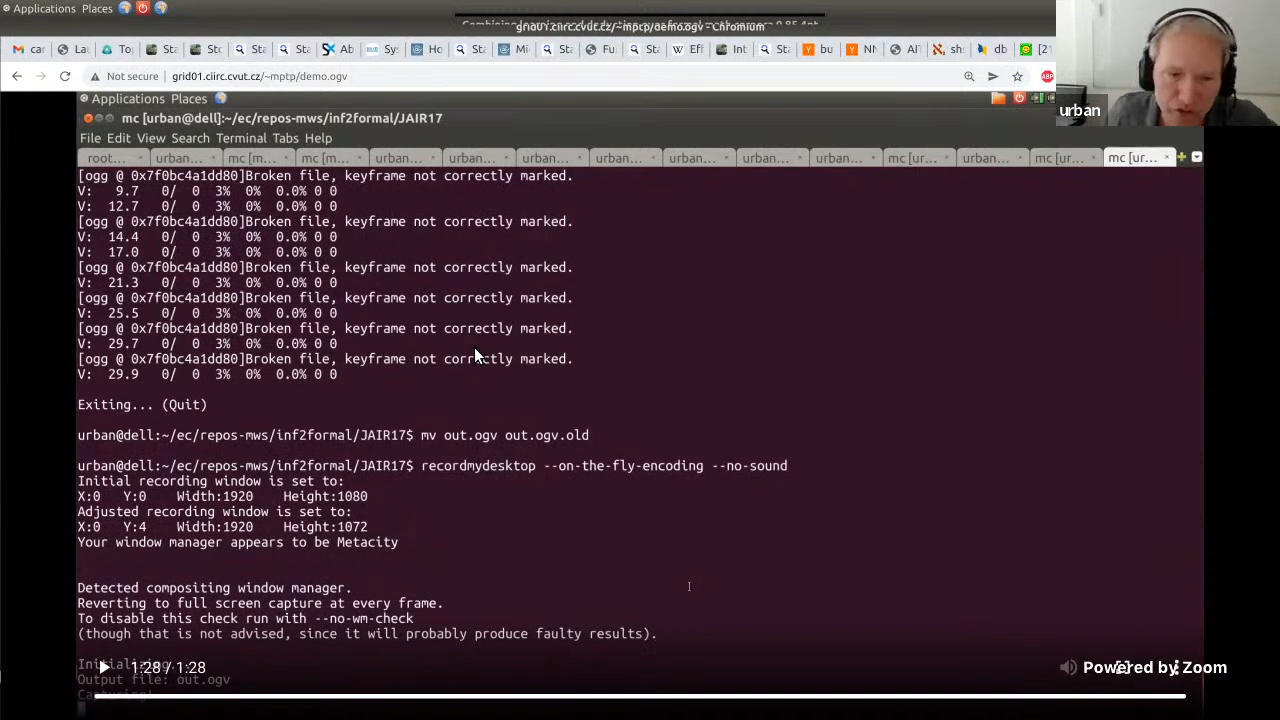 Applications Places
grid01.ciirc.cvut.cz/~mptp/demo.ogv - Chromium
Not secure grid01.ciirc.cvut.cz/~mptp/demo.ogv
ABP
urban
Applications Places
mc [urban@dell]:~/ec/repos-mws/inf2formal/JAIR17
File Edit View Search Terminal Tabs Help
root... urban... mc [m... mc [m... urban... urban... urban... urban... urban... urban... urban... mc [ur... urban... mc [ur... mc [ur...
[ogg @ 0x7f0bc4a1dd80]Broken file, keyframe not correctly marked.
V: 9.7 0/ 0 3% 0% 0.0% 0 0
V: 12.7 0/ 0 3% 0% 0.0% 0 0
[ogg @ 0x7f0bc4a1dd80]Broken file, keyframe not correctly marked.
V: 14.4 0/ 0 3% 0% 0.0% 0 0
V: 17.0 0/ 0 3% 0% 0.0% 0 0
[ogg @ 0x7f0bc4a1dd80]Broken file, keyframe not correctly marked.
V: 21.3 0/ 0 3% 0% 0.0% 0 0
[ogg @ 0x7f0bc4a1dd80]Broken file, keyframe not correctly marked.
V: 25.5 0/ 0 3% 0% 0.0% 0 0
[ogg @ 0x7f0bc4a1dd80]Broken file, keyframe not correctly marked.
V: 29.7 0/ 0 3% 0% 0.0% 0 0
[ogg @ 0x7f0bc4a1dd80]Broken file, keyframe not correctly marked.
V: 29.9 0/ 0 3% 0% 0.0% 0 0
Exiting... (Quit)
urban@dell:~/ec/repos-mws/inf2formal/JAIR17$ mv out.ogv out.ogv.old
urban@dell:~/ec/repos-mws/inf2formal/JAIR17$ recordmydesktop --on-the-fly-encoding --no-sound
Initial recording window is set to:
X:0 Y:0 Width:1920 Height:1080
Adjusted recording window is set to:
X:0 Y:4 Width:1920 Height:1072
Your window manager appears to be Metacity
Detected compositing window manager.
Reverting to full screen capture at every frame.
To disable this check run with --no-wm-check
(though that is not advised, since it will probably produce faulty results).
Initializing...
1:28 / 1:28
Powered by Zoom
Output file: out.ogv
Capturing!